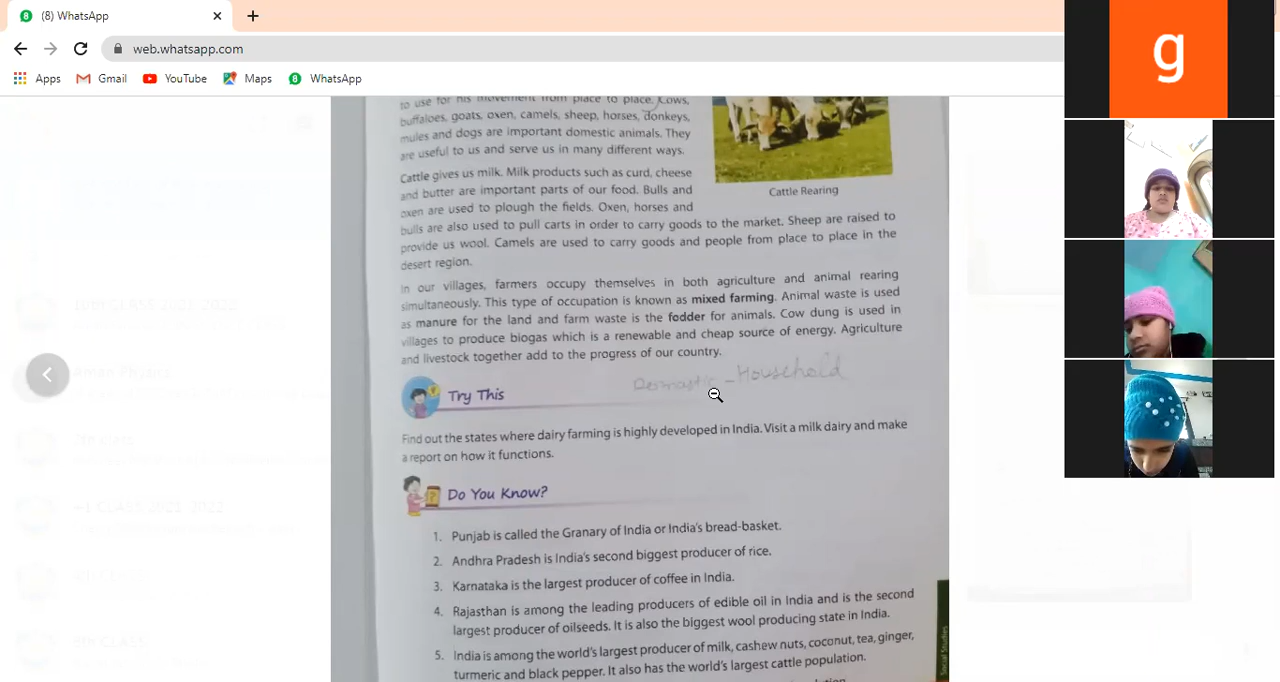 (8) WhatsApp
web.whatsapp.com
Apps
Gmail
YouTube
Maps
WhatsApp
g
to use for his movement from place to place. Cows,
buffaloes, goats, oxen, camels, sheep, horses, donkeys,
mules and dogs are important domestic animals. They
are useful to us and serve us in many different ways.
Cattle gives us milk. Milk products such as curd, cheese
and butter are important parts of our food. Bulls and
oxen are used to plough the fields. Oxen, horses and
bulls are also used to pull carts in order to carry goods to the market. Sheep are raised to
provide us wool. Camels are used to carry goods and people from place to place in the
desert region.
Cattle Rearing
In our villages, farmers occupy themselves in both agriculture and animal rearing
simultaneously. This type of occupation is known as mixed farming. Animal waste is used
as manure for the land and farm waste is the fodder for animals. Cow dung is used in
villages to produce biogas which is a renewable and cheap source of energy. Agriculture
and livestock together add to the progress of our country.
- Household
Try This
Find out the states where dairy farming is highly developed in India. Visit a milk dairy and make
a report on how it functions.
Do You Know?
1. Punjab is called the Granary of India or India's bread-basket.
2. Andhra Pradesh is India's second biggest producer of rice.
3. Karnataka is the largest producer of coffee in India.
4. Rajasthan is among the leading producers of edible oil in India and is the second
largest producer of oilseeds. It is also the biggest wool producing state in India.
5. India is among the world's largest producer of milk, cashew nuts, coconut, tea, ginger,
turmeric and black pepper. It also has the world's largest cattle population.
Social Studies
10th CLASS 2021-2022